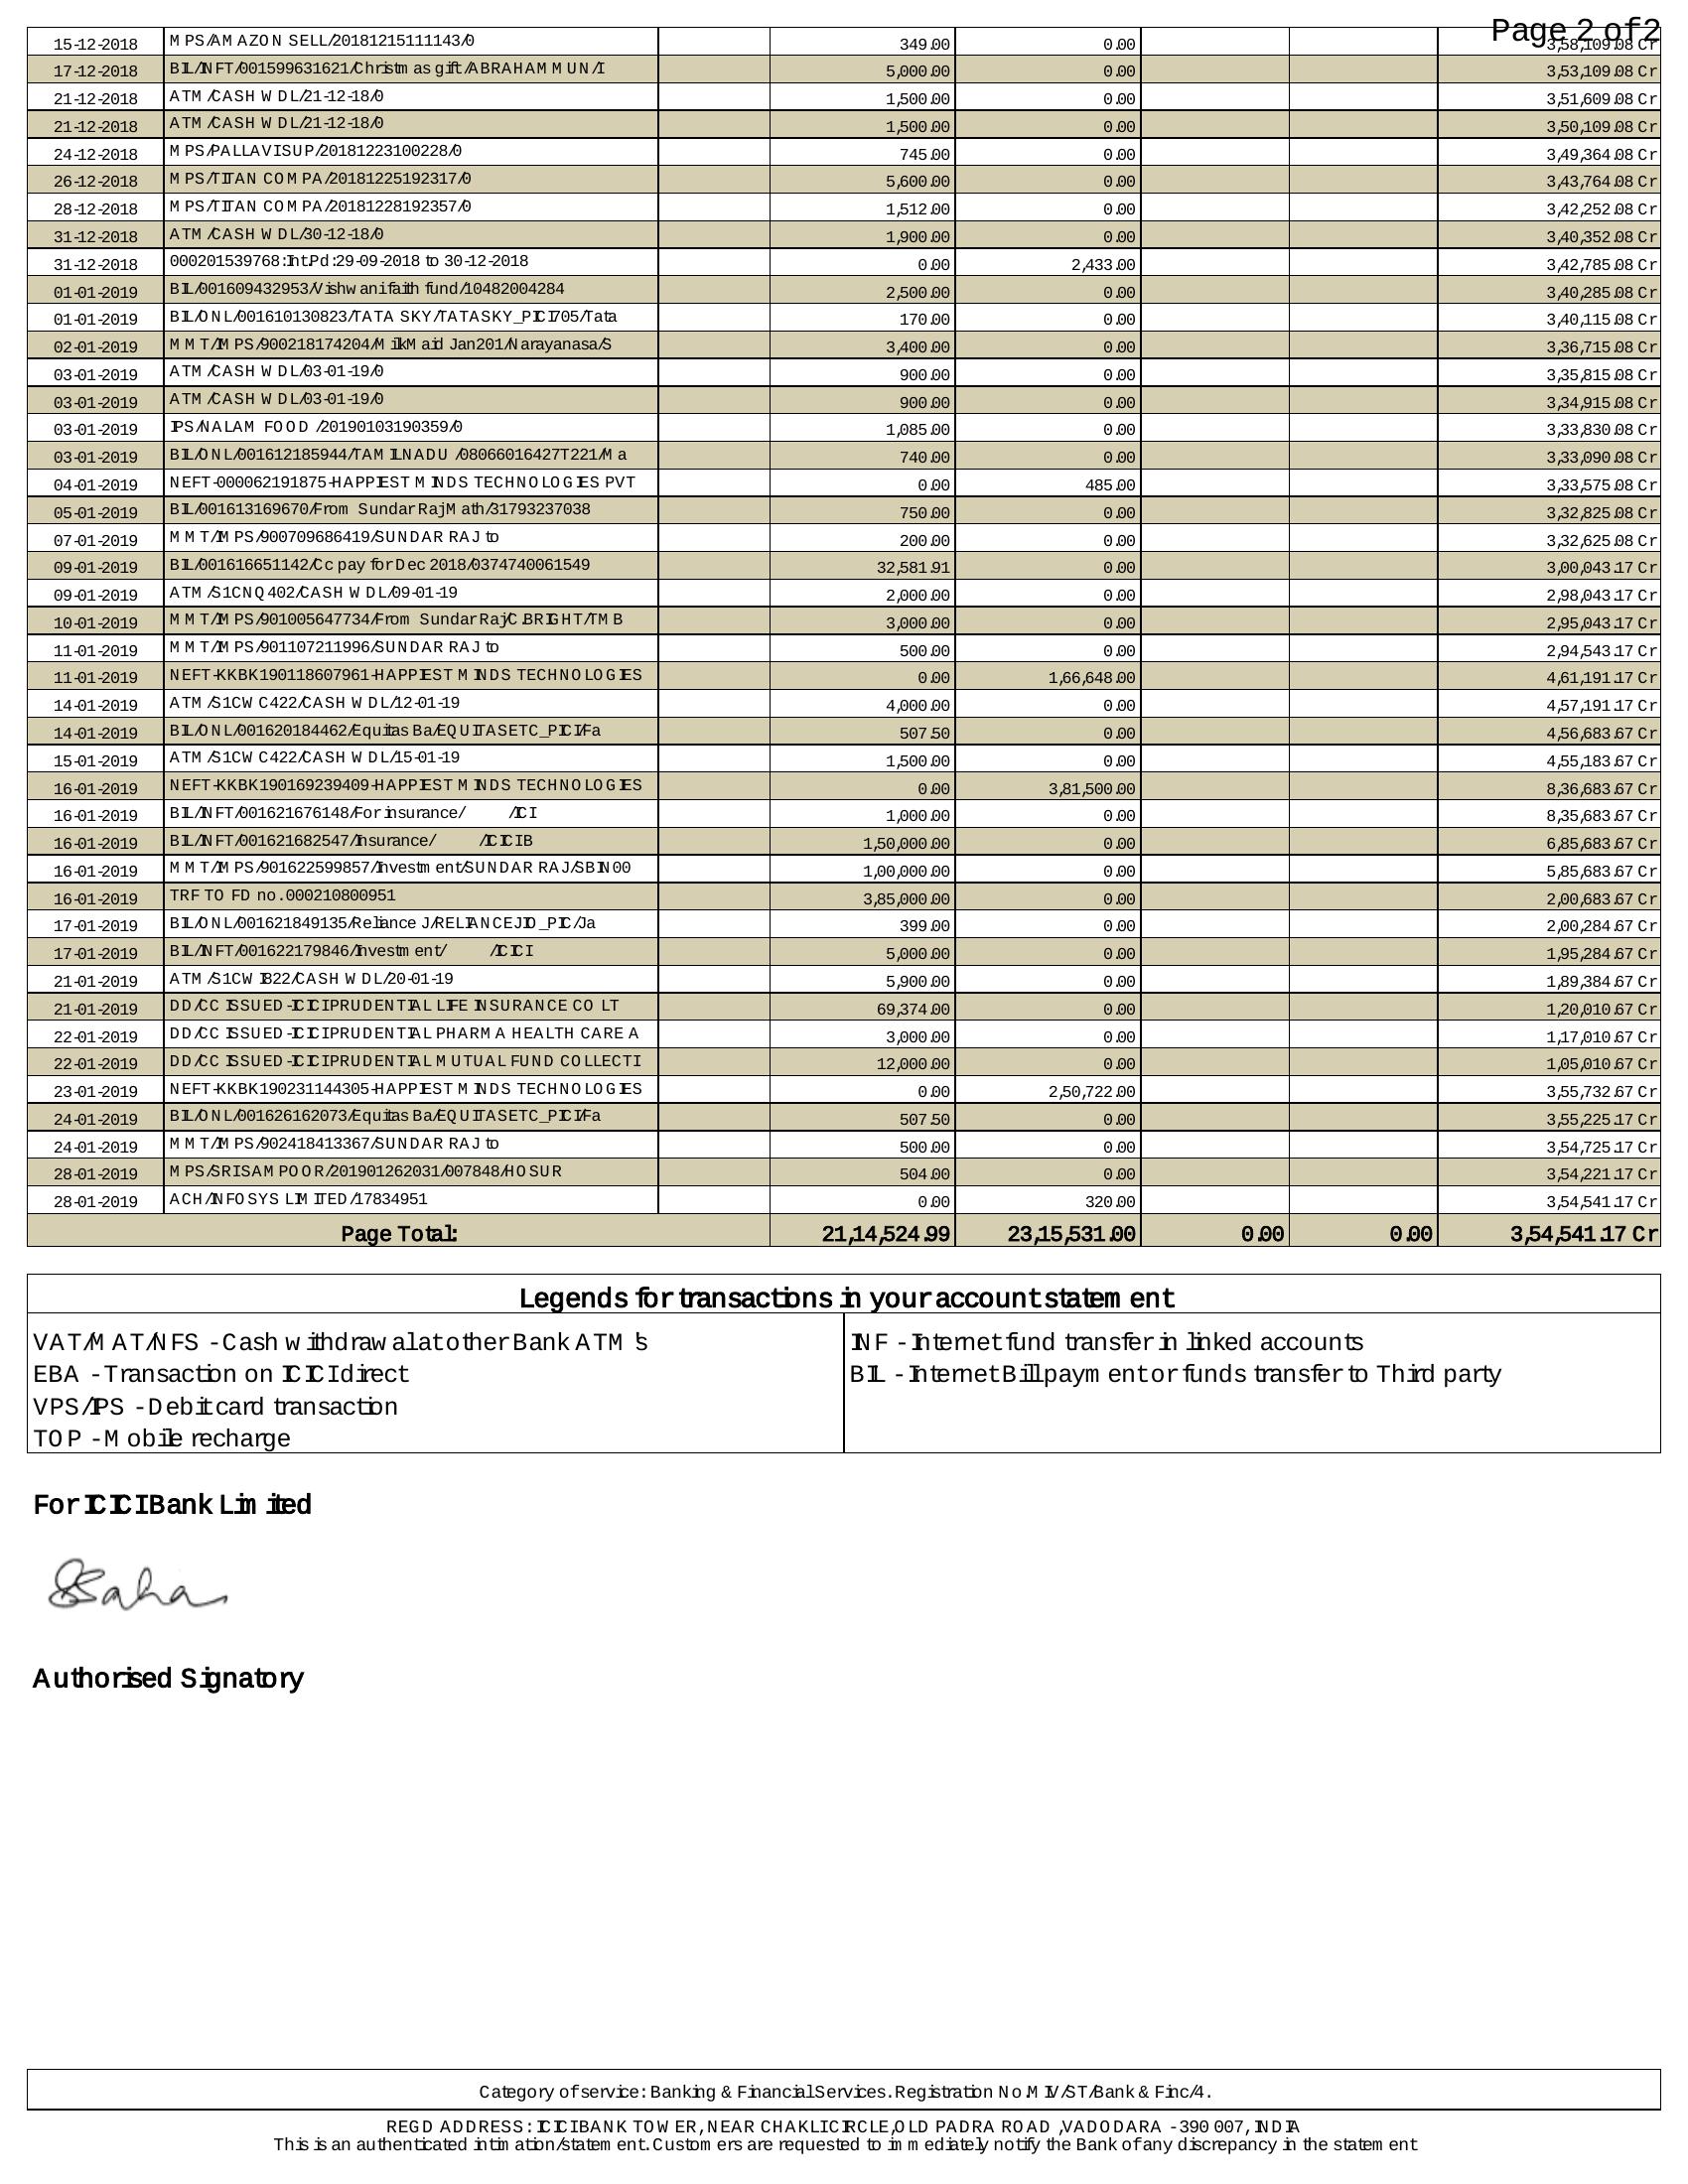 Page 2 of 2
15-12-2018 MPS/AMAZON SELL/20181215111143/0 349.00 0.00 3,58,109.08 Cr
17-12-2018 BIL/INFT/001599631621/Christmas gift/ABRAHAM MUN/I 5,000.00 0.00 3,53,109.08 Cr
21-12-2018 ATM/CASH WDL/21-12-18/0 1,500.00 0.00 3,51,609.08 Cr
21-12-2018 ATM/CASH WDL/21-12-18/0 1,500.00 0.00 3,50,109.08 Cr
24-12-2018 MPS/PALLAVI SUP/20181223100228/0 745.00 0.00 3,49,364.08 Cr
26-12-2018 MPS/TITAN COMPA/20181225192317/0 5,600.00 0.00 3,43,764.08 Cr
28-12-2018 MPS/TITAN COMPA/20181228192357/0 1,512.00 0.00 3,42,252.08 Cr
31-12-2018 ATM/CASH WDL/30-12-18/0 1,900.00 0.00 3,40,352.08 Cr
31-12-2018 000201539768:Int.Pd:29-09-2018 to 30-12-2018 0.00 2,433.00 3,42,785.08 Cr
01-01-2019 BIL/001609432953/Vishwani faith fund/10482004284 2,500.00 0.00 3,40,285.08 Cr
01-01-2019 BIL/ONL/001610130823/TATA SKY/TATASKY_PICI705/Tata 170.00 0.00 3,40,115.08 Cr
02-01-2019 MMT/IMPS/900218174204/MilkMaid Jan201/Narayanasa/S 3,400.00 0.00 3,36,715.08 Cr
03-01-2019 ATM/CASH WDL/03-01-19/0 900.00 0.00 3,35,815.08 Cr
03-01-2019 ATM/CASH WDL/03-01-19/0 900.00 0.00 3,34,915.08 Cr
03-01-2019 IPS/NALAM FOOD /20190103190359/0 1,085.00 0.00 3,33,830.08 Cr
03-01-2019 BIL/ONL/001612185944/TAMILNADU /08066016427T221/Ma 740.00 0.00 3,33,090.08 Cr
04-01-2019 NEFT-000062191875-HAPPIEST MINDS TECHNOLOGIES PVT 0.00 485.00 3,33,575.08 Cr
05-01-2019 BIL/001613169670/From Sundar Raj Math/31793237038 750.00 0.00 3,32,825.08 Cr
07-01-2019 MMT/IMPS/900709686419/SUNDAR RAJ to 200.00 0.00 3,32,625.08 Cr
09-01-2019 BIL/001616651142/Cc pay for Dec 2018/0374740061549 32,581.91 0.00 3,00,043.17 Cr
09-01-2019 ATM/S1CNQ402/CASH WDL/09-01-19 2,000.00 0.00 2,98,043.17 Cr
10-01-2019 MMT/IMPS/901005647734/From Sundar Raj/C.BRIGHT/TMB 3,000.00 0.00 2,95,043.17 Cr
11-01-2019 MMT/IMPS/901107211996/SUNDAR RAJ to 500.00 0.00 2,94,543.17 Cr
11-01-2019 NEFT-KKBK190118607961-HAPPIEST MINDS TECHNOLOGIES 0.00 1,66,648.00 4,61,191.17 Cr
14-01-2019 ATM/S1CWC422/CASH WDL/12-01-19 4,000.00 0.00 4,57,191.17 Cr
14-01-2019 BIL/ONL/001620184462/Equitas Ba/EQUITASETC_PICI/Fa 507.50 0.00 4,56,683.67 Cr
15-01-2019 ATM/S1CWC422/CASH WDL/15-01-19 1,500.00 0.00 4,55,183.67 Cr
16-01-2019 NEFT-KKBK190169239409-HAPPIEST MINDS TECHNOLOGIES 0.00 3,81,500.00 8,36,683.67 Cr
16-01-2019 BIL/INFT/001621676148/For insurance/ /ICI 1,000.00 0.00 8,35,683.67 Cr
16-01-2019 BIL/INFT/001621682547/Insurance/ /ICICIB 1,50,000.00 0.00 6,85,683.67 Cr
16-01-2019 MMT/IMPS/901622599857/Investment/SUNDAR RAJ/SBIN00 1,00,000.00 0.00 5,85,683.67 Cr
16-01-2019 TRF TO FD no.000210800951 3,85,000.00 0.00 2,00,683.67 Cr
17-01-2019 BIL/ONL/001621849135/Reliance J/RELIANCEJIO_PIC/Ja 399.00 0.00 2,00,284.67 Cr
17-01-2019 BIL/INFT/001622179846/Investment/ /ICICI 5,000.00 0.00 1,95,284.67 Cr
21-01-2019 ATM/S1CWI822/CASH WDL/20-01-19 5,900.00 0.00 1,89,384.67 Cr
21-01-2019 DD/CC ISSUED-ICICI PRUDENTIAL LIFE INSURANCE CO LT 69,374.00 0.00 1,20,010.67 Cr
22-01-2019 DD/CC ISSUED-ICICI PRUDENTIAL PHARMA HEALTH CARE A 3,000.00 0.00 1,17,010.67 Cr
22-01-2019 DD/CC ISSUED-ICICI PRUDENTIAL MUTUAL FUND COLLECTI 12,000.00 0.00 1,05,010.67 Cr
23-01-2019 NEFT-KKBK190231144305-HAPPIEST MINDS TECHNOLOGIES 0.00 2,50,722.00 3,55,732.67 Cr
24-01-2019 BIL/ONL/001626162073/Equitas Ba/EQUITASETC_PICI/Fa 507.50 0.00 3,55,225.17 Cr
24-01-2019 MMT/IMPS/902418413367/SUNDAR RAJ to 500.00 0.00 3,54,725.17 Cr
28-01-2019 MPS/SRI SAMPOOR/201901262031/007848/HOSUR 504.00 0.00 3,54,221.17 Cr
28-01-2019 ACH/INFOSYS LIMITED/17834951 0.00 320.00 3,54,541.17 Cr
Page Total: 21,14,524.99 23,15,531.00 0.00 0.00 3,54,541.17 Cr
Legends for transactions in your account statement
VAT/MAT/NFS - Cash withdrawal at other Bank ATM's INF - Internet fund transfer in linked accounts
EBA - Transaction on ICICI direct BIL - Internet Bill payment or funds transfer to Third party
VPS/IPS - Debit card transaction
TOP - Mobile recharge
For ICICI Bank Limited
SSaha
Authorised Signatory
Category of service: Banking & Financial Services. Registration No.MIV/ST/Bank & Finc/4.
REGD ADDRESS: ICICI BANK TOWER, NEAR CHAKLI CIRCLE,OLD PADRA ROAD ,VADODARA - 390 007, INDIA
This is an authenticated intimation/statement. Customers are requested to immediately notify the Bank of any discrepancy in the statement